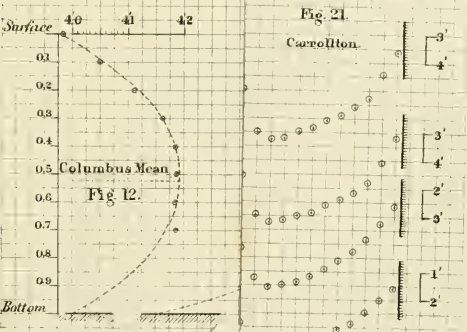 4.0 4.1 4.2
Surface
0.1
0.2
0.3
0.4
Columbus Mean
0.5
Fig. 12.
0.6
0.7
0.8
0.9
Bottom
Fig. 21
Carrollton
3'
4'
3'
4'
2'
3'
1'
2'